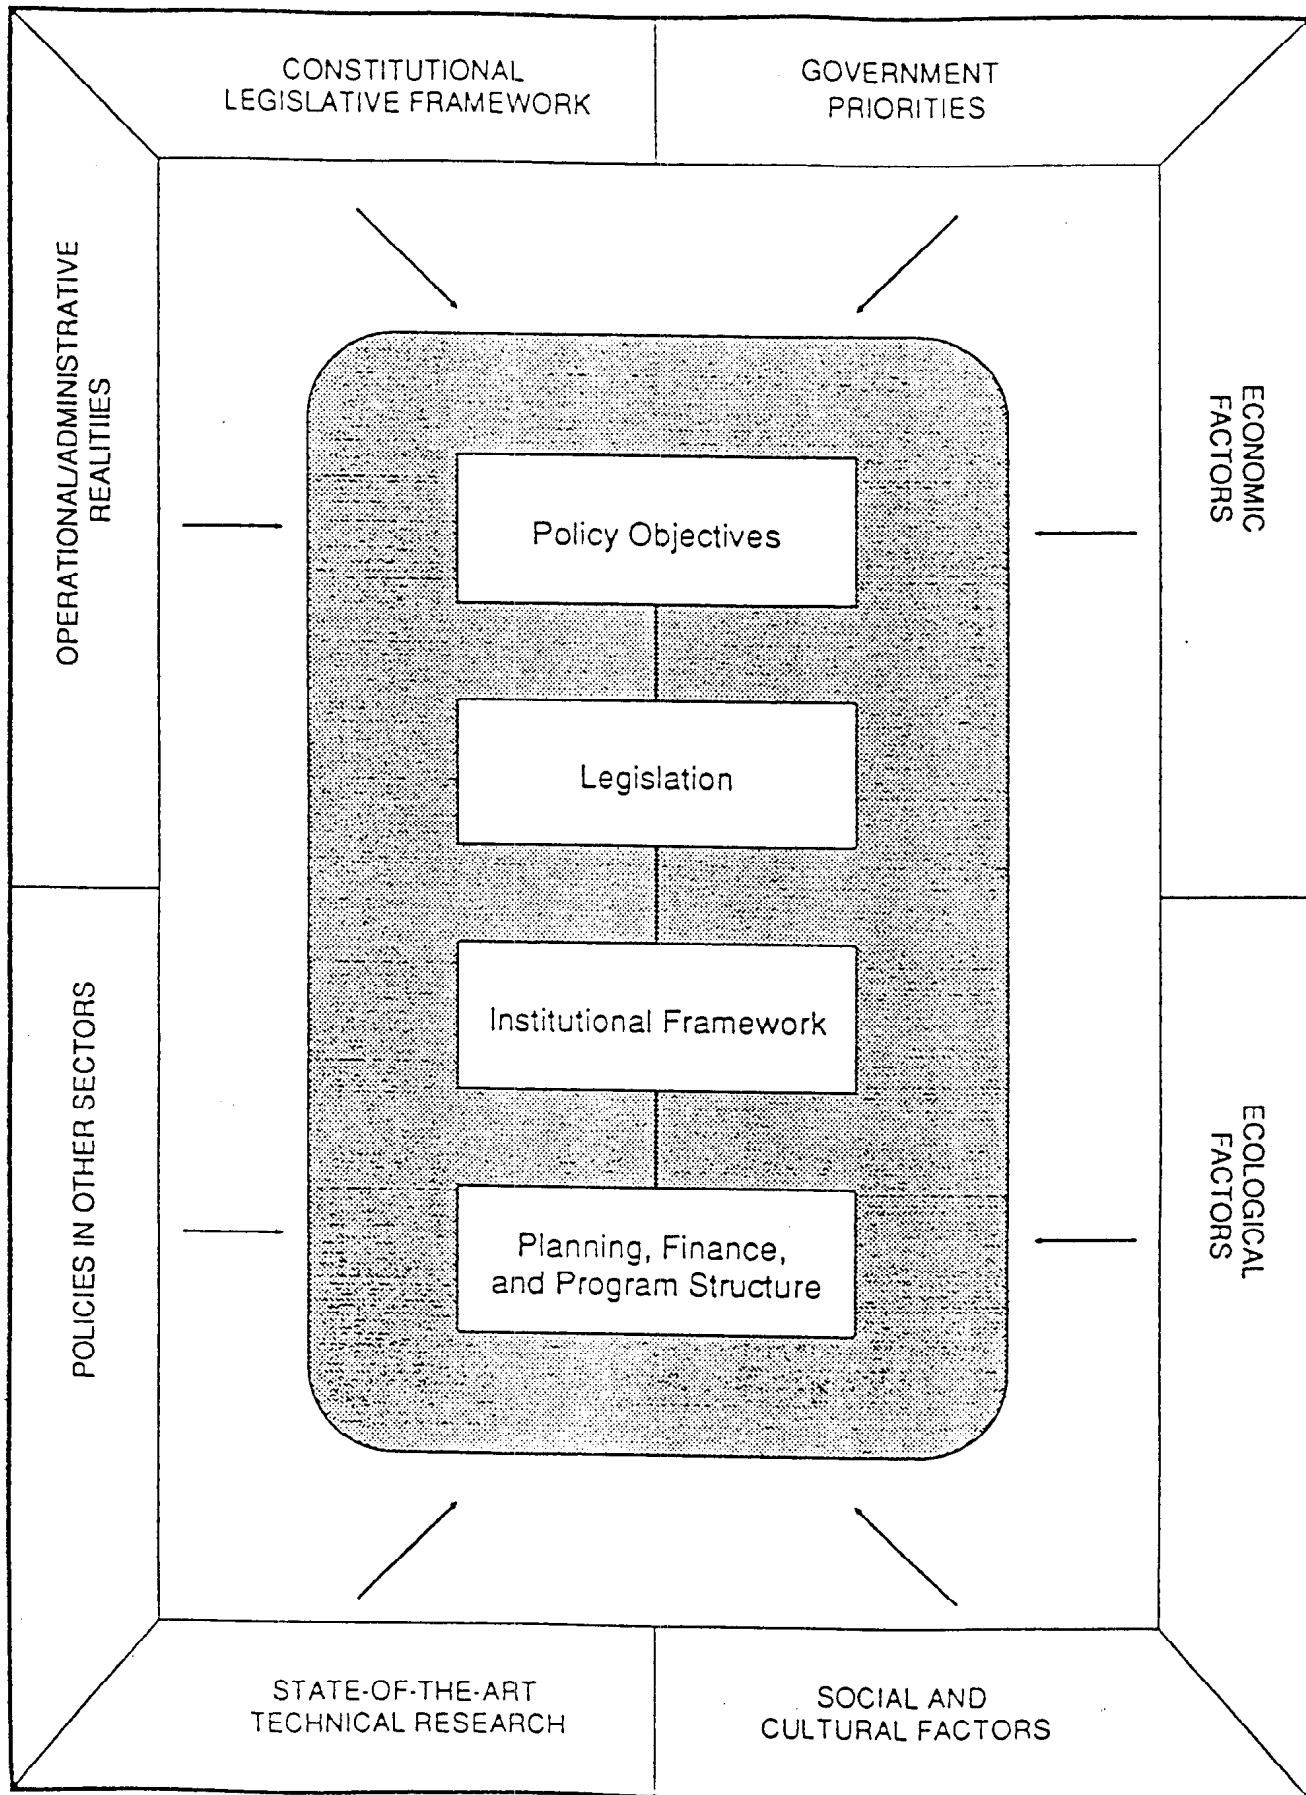 CONSTITUTIONAL
LEGISLATIVE FRAMEWORK
GOVERNMENT
PRIORITIES
OPERATIONAL/ADMINISTRATIVE
REALITIIES
ECONOMIC
FACTORS
Policy Objectives
Legislation
Institutional Framework
Planning, Finance,
and Program Structure
POLICIES IN OTHER SECTORS
ECOLOGICAL
FACTORS
STATE-OF-THE-ART
TECHNICAL RESEARCH
SOCIAL AND
CULTURAL FACTORS